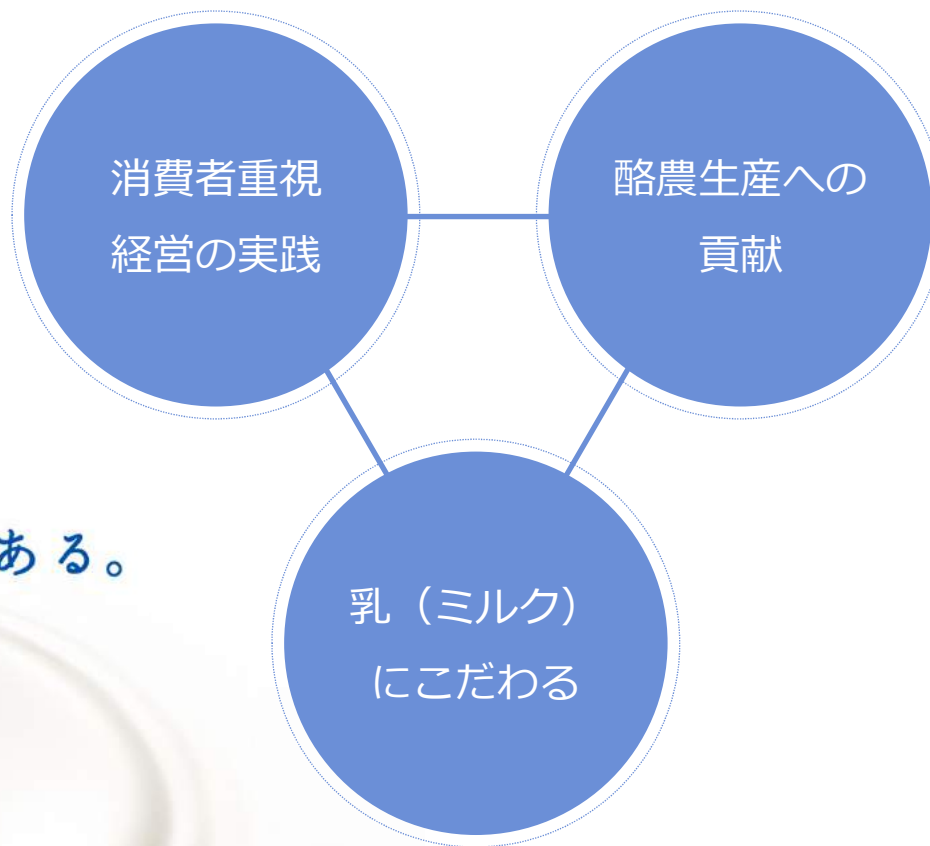 消費者重視
経営の実践
酪農生産への
貢献
ある。
乳（ミルク）
にこだわる